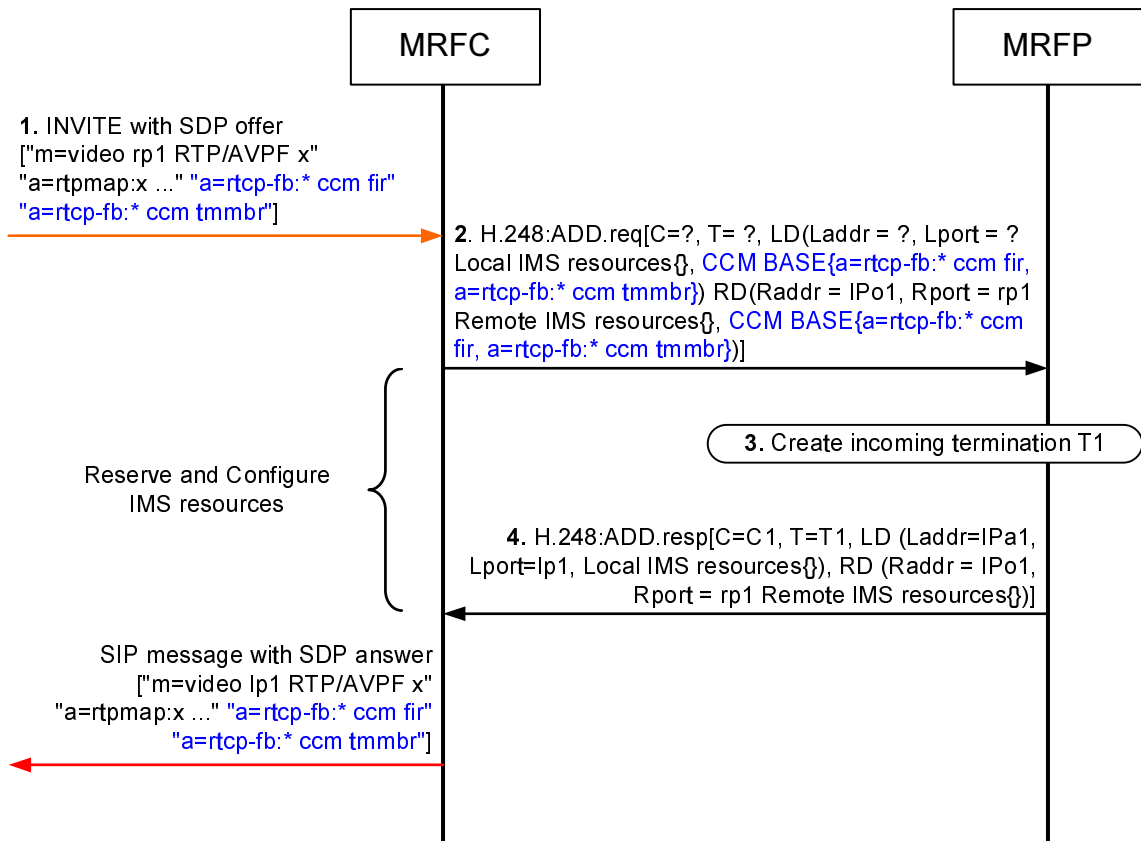 MRFC
MRFP
1. INVITE with SDP offer
["m=video rp1 RTP/AVPF x"
"a=rtpmap:x ..." "a=rtcp-fb:* ccm fir"
"a=rtcp-fb:* ccm tmmbr"]
2. H.248:ADD.req[C=?, T= ?, LD(Laddr = ?, Lport = ?
Local IMS resources{}, CCM BASE{a=rtcp-fb:* ccm fir,
a=rtcp-fb:* ccm tmmbr}) RD(Raddr = IPo1, Rport = rp1
Remote IMS resources{}, CCM BASE{a=rtcp-fb:* ccm
fir, a=rtcp-fb:* ccm tmmbr})]
3. Create incoming termination T1
Reserve and Configure
IMS resources
4. H.248:ADD.resp[C=C1, T=T1, LD (Laddr=IPa1,
Lport=lp1, Local IMS resources{}), RD (Raddr = IPo1,
Rport = rp1 Remote IMS resources{})]
SIP message with SDP answer
["m=video lp1 RTP/AVPF x"
"a=rtpmap:x ..." "a=rtcp-fb:* ccm fir"
"a=rtcp-fb:* ccm tmmbr"]